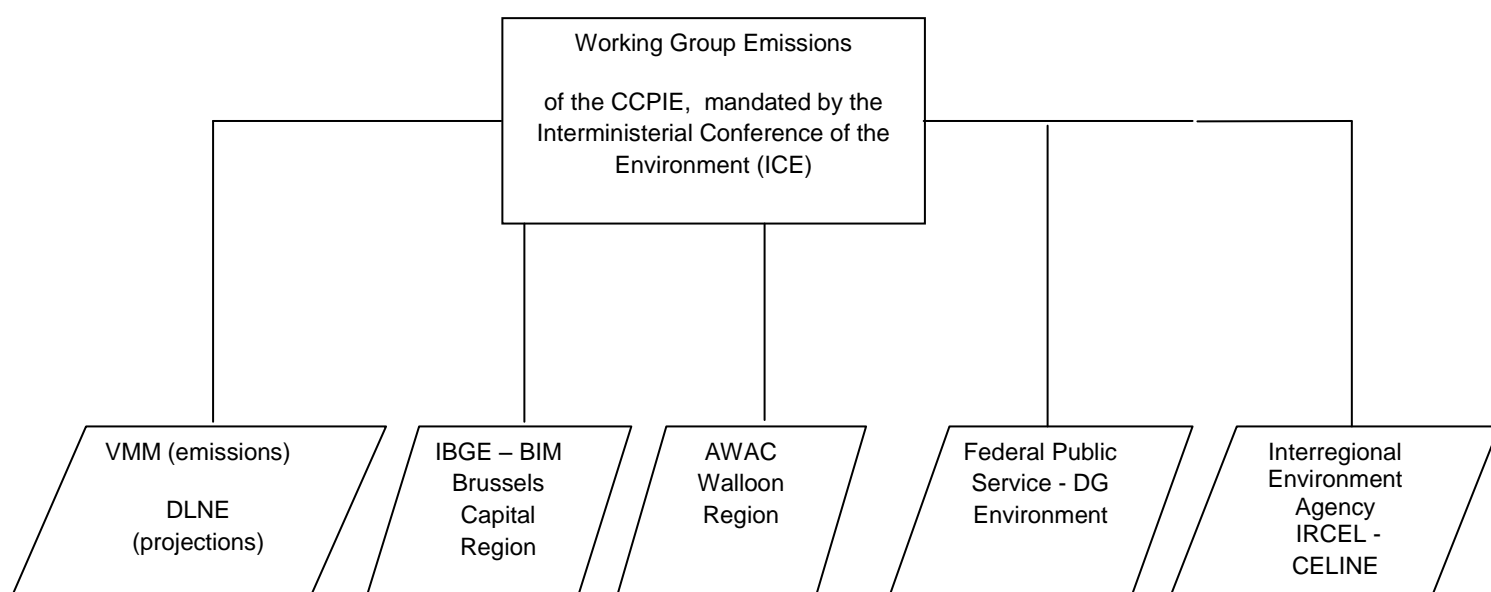 Working Group Emissions
of the CCPIE, mandated by the
Interministerial Conference of the
Environment (ICE)
VMM (emissions)
DLNE
(projections)
IBGE – BIM
Brussels
Capital
Region
AWAC
Walloon
Region
Federal Public
Service - DG
Environment
Interregional
Environment
Agency
IRCEL -
CELINE